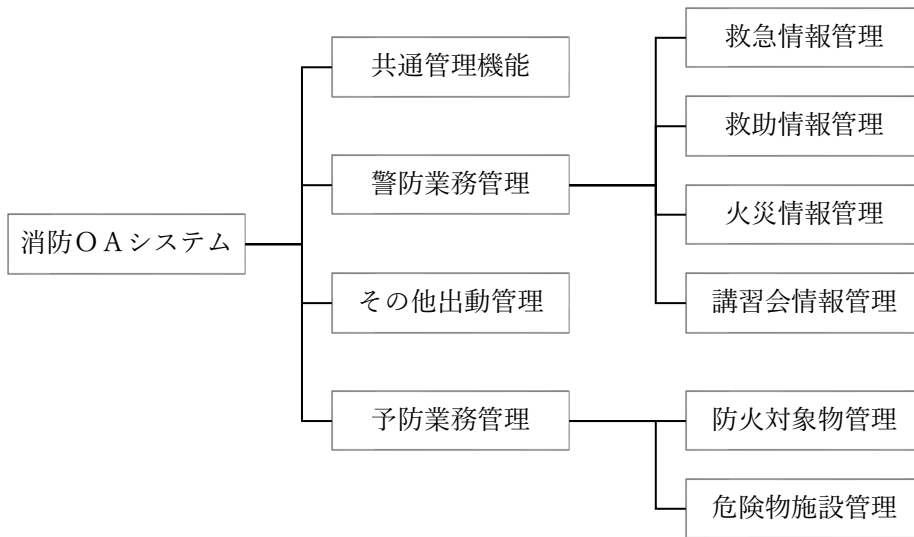 消防ＯＡシステム
共通管理機能
警防業務管理
救急情報管理
救助情報管理
火災情報管理
講習会情報管理
その他出動管理
予防業務管理
防火対象物管理
危険物施設管理